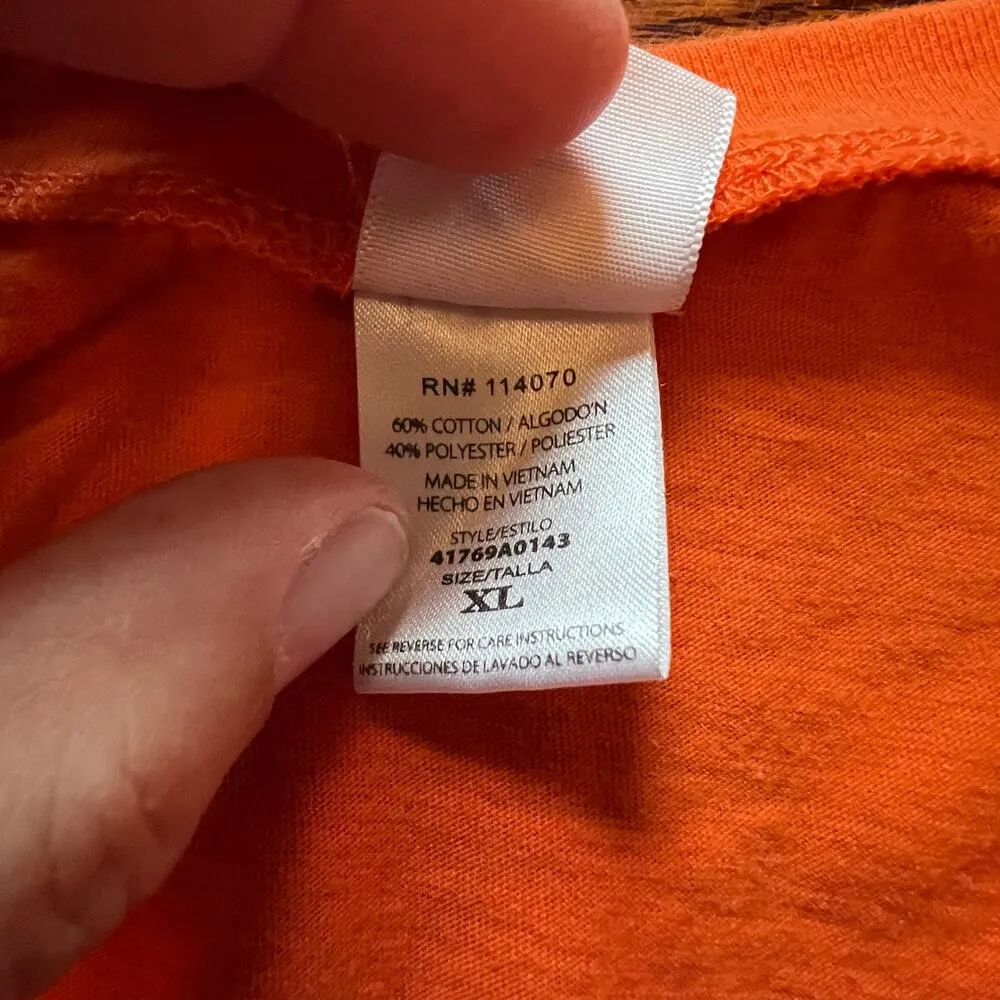 RN# 114070
60% COTTON / ALGODO'N
40% POLYESTER / POLIESTER
MADE IN VIETNAM
HECHO EN VIETNAM
STYLE/ESTILO
41769A0143
SIZE/TALLA
XL
SEE REVERSE FOR CARE INSTRUCTIONS
INSTRUCCIONES DE LAVADO AL REVERSO